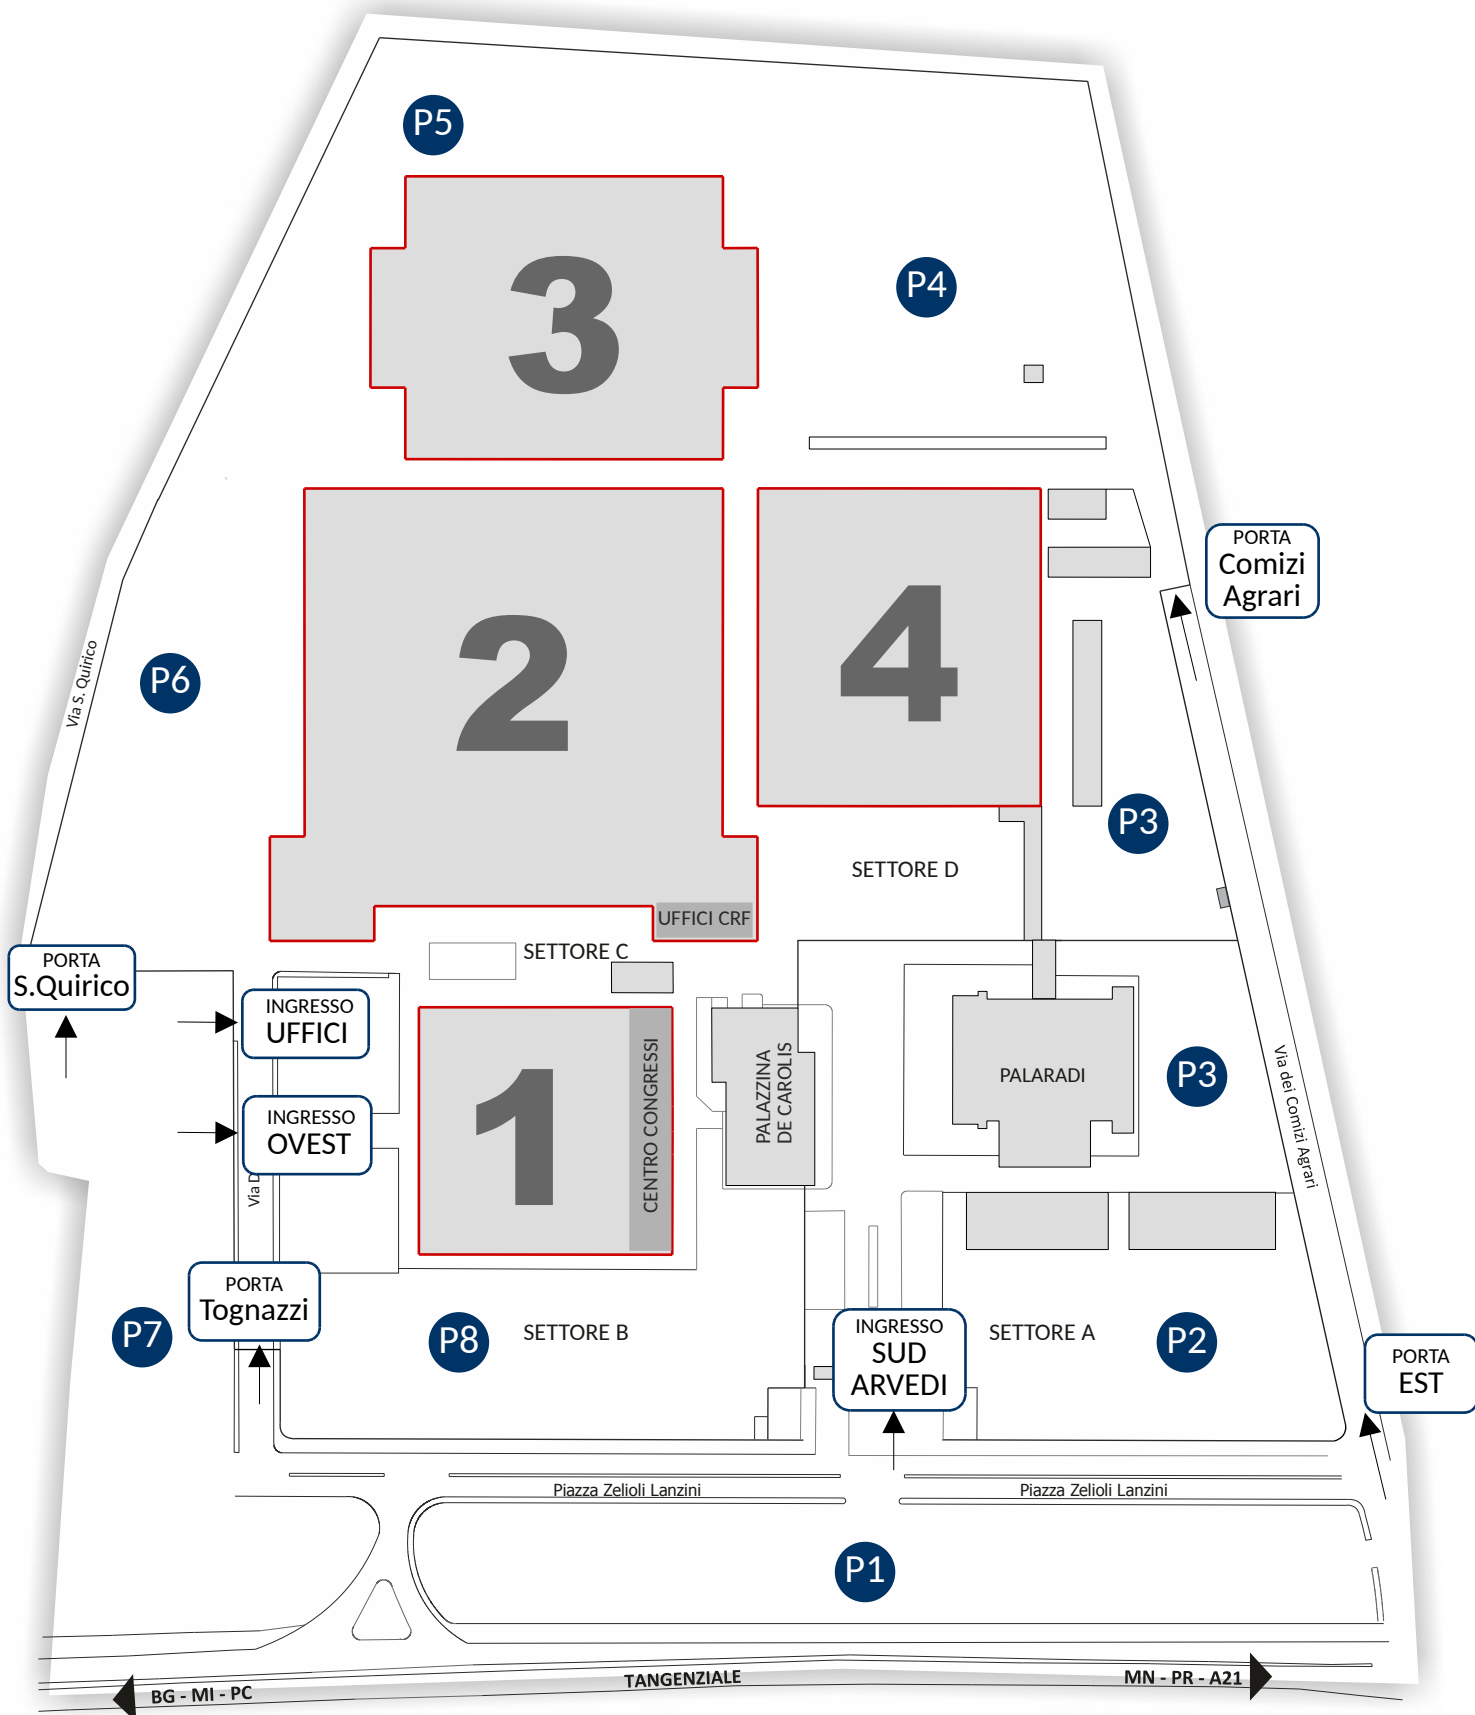 P5
3
P4
2
4
PORTA
Comizi
Agrari
Via S. Quirico
P6
P3
SETTORE D
UFFICI CRF
SETTORE C
PORTA
S.Quirico
INGRESSO
UFFICI
INGRESSO
OVEST
1
CENTRO CONGRESSI
PALAZZINA
DE CAROLIS
PALARADI
P3
Via dei Comizi Agrari
Via
PORTA
Tognazzi
P7
P8
SETTORE B
INGRESSO
SUD
ARVEDI
SETTORE A
P2
PORTA
EST
Piazza Zelioli Lanzini
Piazza Zelioli Lanzini
P1
BG - MI - PC
TANGENZIALE
MN - PR - A21